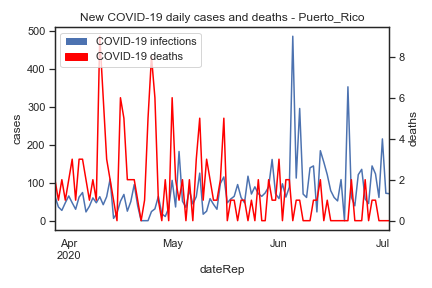 New COVID-19 daily cases and deaths - Puerto_Rico
COVID-19 infections
COVID-19 deaths
500
400
300
200
100
0
cases
8
6
4
2
0
deaths
Apr
2020
May
Jun
Jul
dateRep